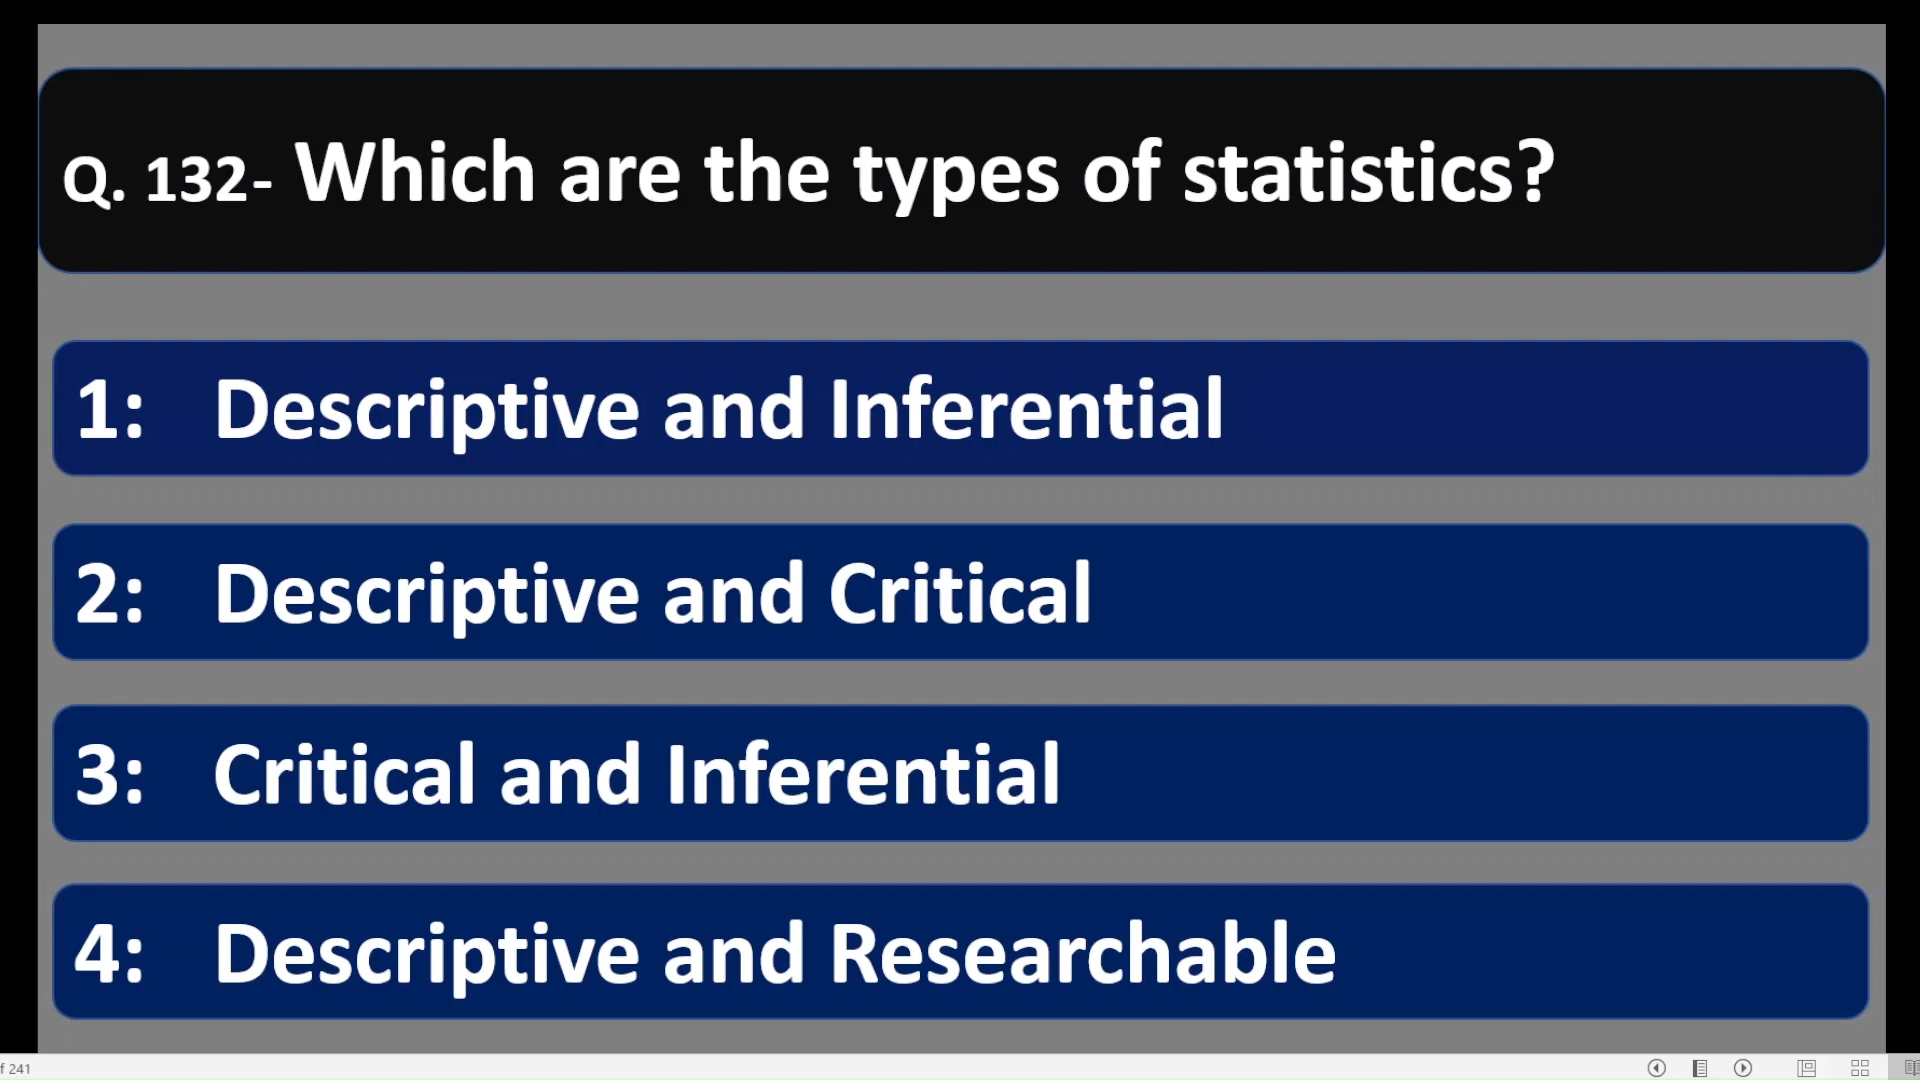 Q. 132- Which are the types of statistics?
1: Descriptive and Inferential
2: Descriptive and Critical
3: Critical and Inferential
4: Descriptive and Researchable
f 241